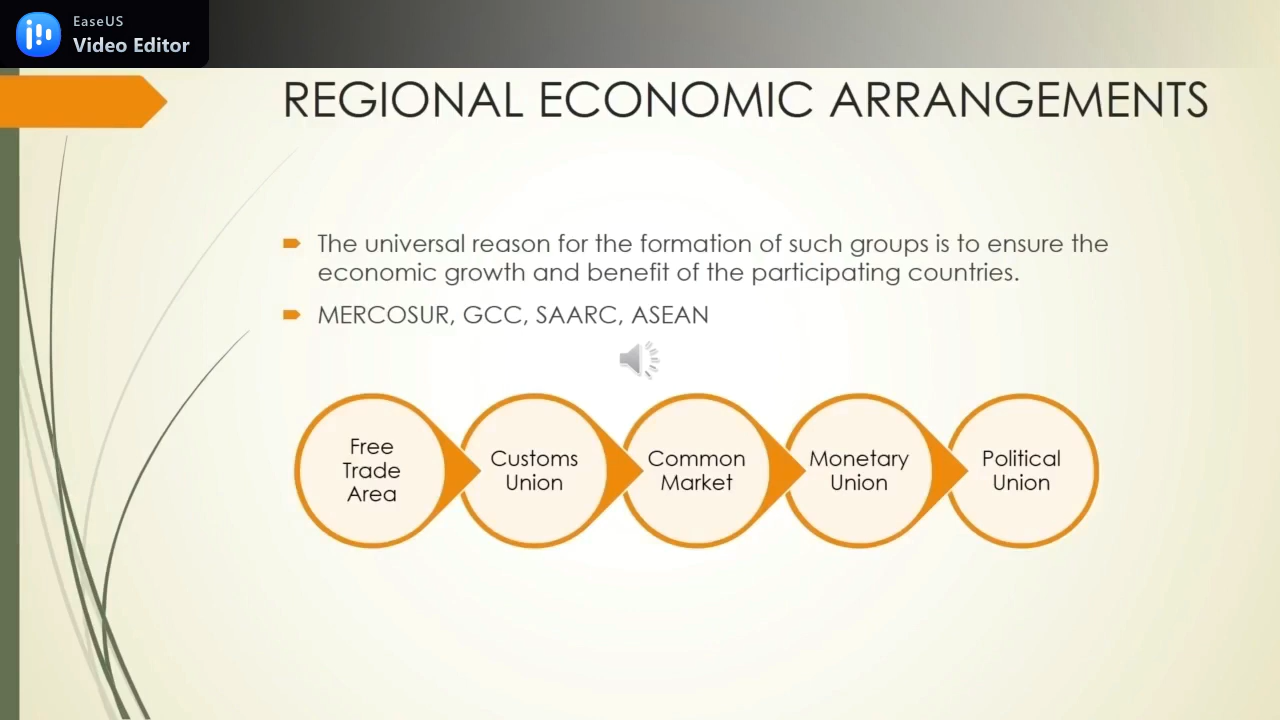 EaseUS
Video Editor
REGIONAL ECONOMIC ARRANGEMENTS
The universal reason for the formation of such groups is to ensure the
economic growth and benefit of the participating countries.
MERCOSUR, GCC, SAARC, ASEAN
Free
Trade
Area
Customs
Union
Common
Market
Monetary
Union
Political
Union